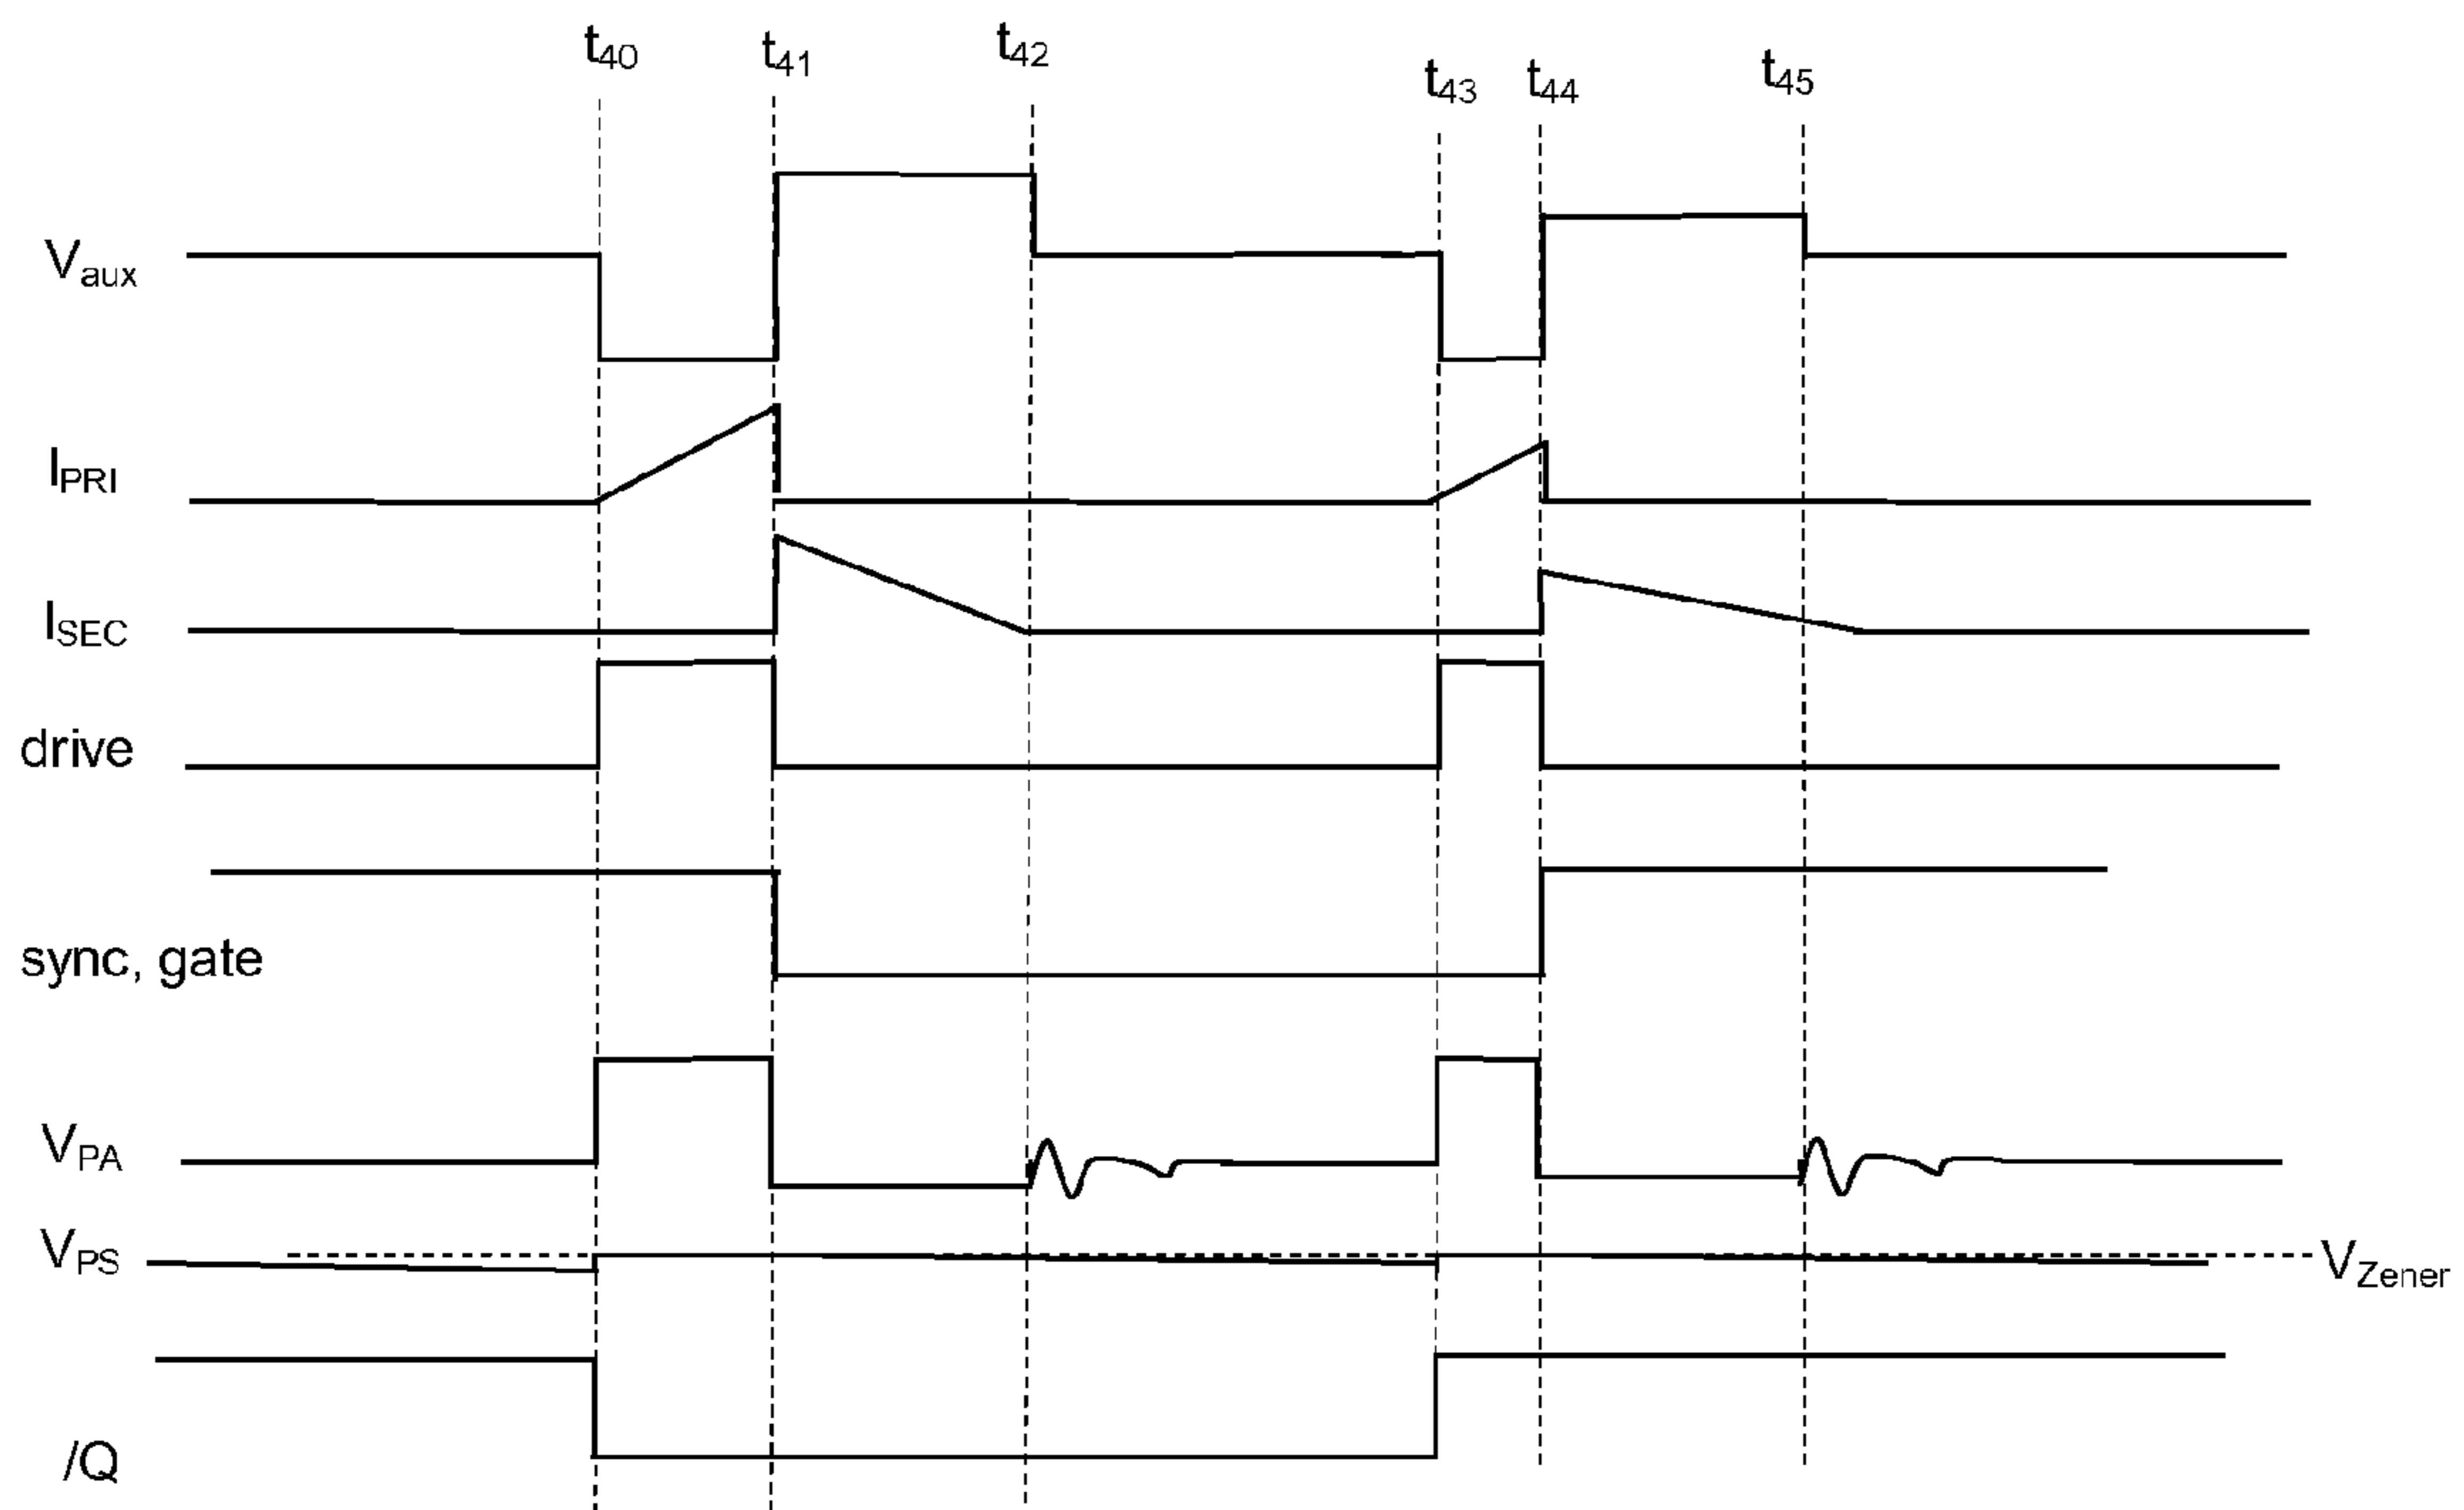 t40 t41 t42 t43 t44 t45
Vaux
IPRI
ISEC
drive
sync, gate
VPA
VPS
VZener
/Q